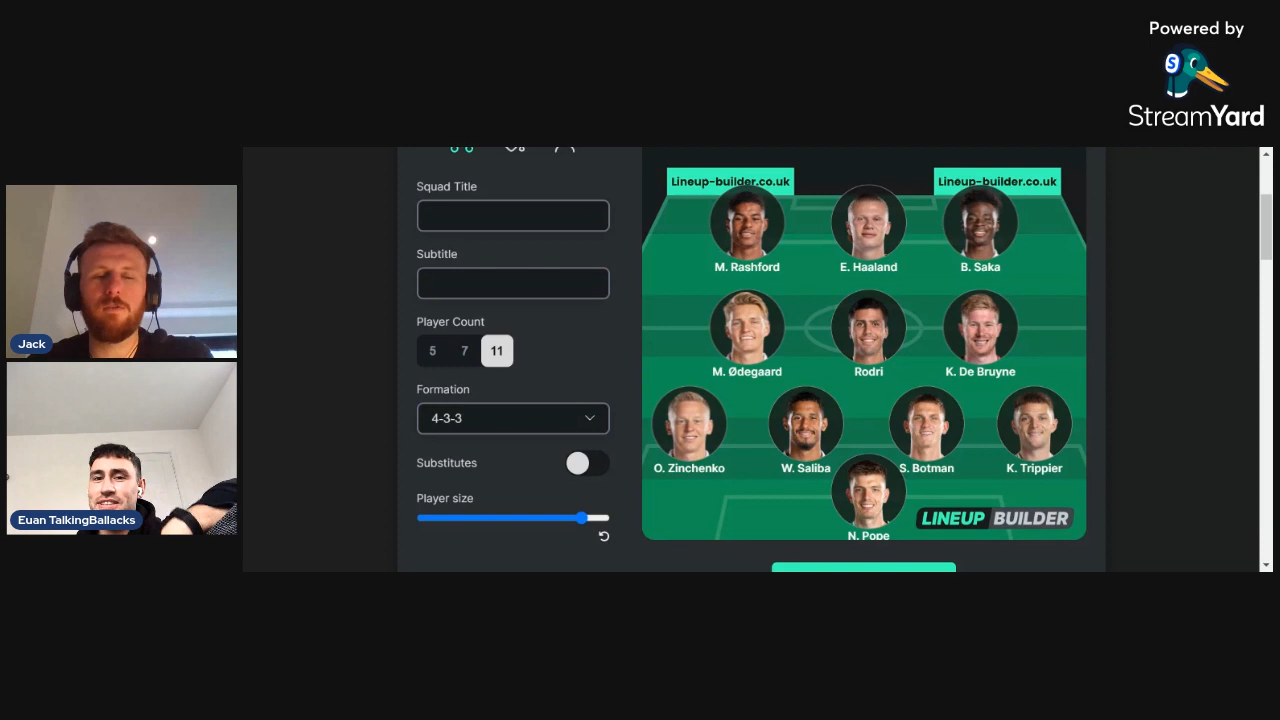 Powered by
StreamYard
Jack
Euan TalkingBallacks
Squad Title
Subtitle
Player Count
5 7 11
Formation
4-3-3
Substitutes
Player size
Lineup-builder.co.uk Lineup-builder.co.uk
M. Rashford E. Haaland B. Saka
M. Ødegaard Rodri K. De Bruyne
O. Zinchenko W. Saliba S. Botman K. Trippier
N. Pope
LINEUP BUILDER